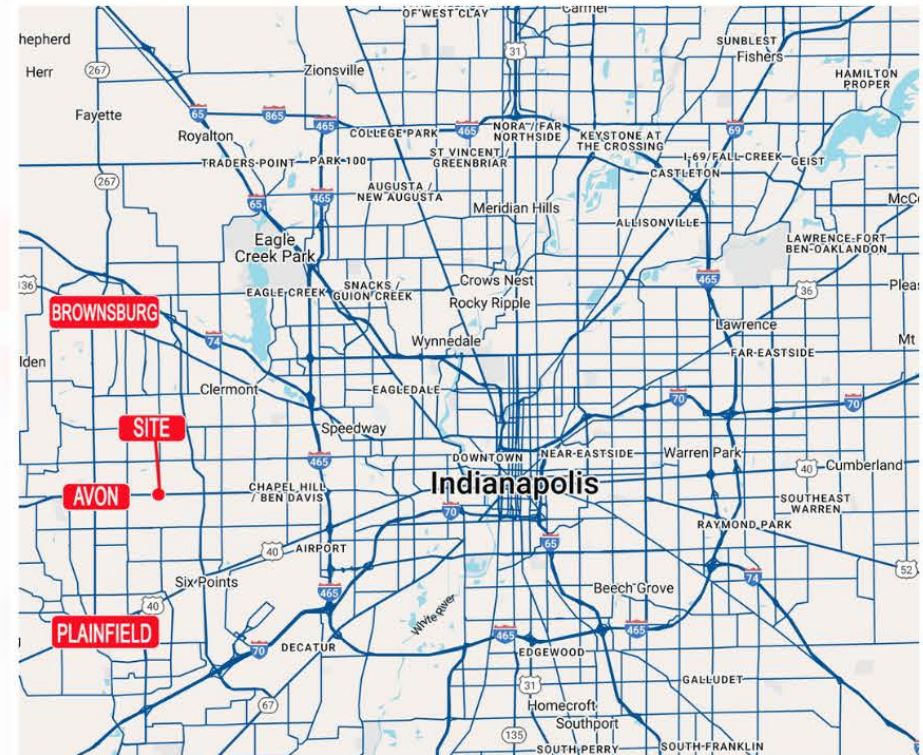 OF WEST CLAY
Carmel
hepherd
31
SUNBLEST
Fishers
267
Herr
Zionsville
HAMILTON
PROPER
Fayette
65
865
465
COLLEGE PARK
465
NORA / FAR
NORTHSIDE
KEYSTONE AT
THE CROSSING
69
Royalton
TRADERS-POINT
PARK 100
ST VINCENT /
GREENBRIAR
I-69/FALL-CREEK
GEIST
CASTLETON
267
65
465
AUGUSTA /
NEW AUGUSTA
Meridian Hills
McC
ALLISONVILLE
Eagle
Creek Park
LAWRENCE-FORT
BEN-OAKLANDON
465
136
EAGLE CREEK
SNACKS /
GUION CREEK
Crows Nest
Rocky Ripple
36
Pleas
BROWNSBURG
74
Wynnedale
Lawrence
Mt
FAR-EASTSIDE
lden
Clermont
EAGLEDALE
70
70
SITE
Speedway
465
DOWNTOWN
NEAR-EASTSIDE
Warren Park
40
Cumberland
AVON
CHAPEL HILL
/ BEN DAVIS
Indianapolis
SOUTHEAST
WARREN
70
RAYMOND PARK
40
AIRPORT
65
52
Six Points
465
74
40
Beech Grove
PLAINFIELD
White River
465
465
70
DECATUR
EDGEWOOD
31
GALLUDET
67
Homecroft
135
Southport
SOUTH PERRY
SOUTH-FRANKLIN